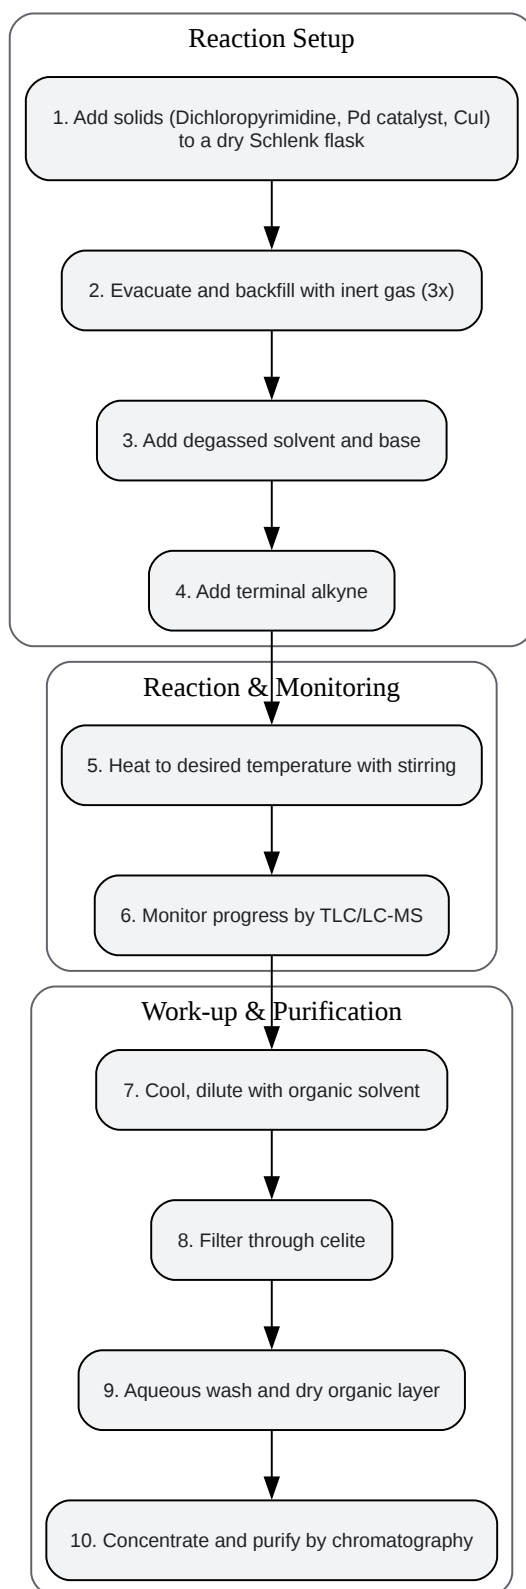 Reaction Setup
1. Add solids (Dichloropyrimidine, Pd catalyst, CuI)
to a dry Schlenk flask
2. Evacuate and backfill with inert gas (3x)
3. Add degassed solvent and base
4. Add terminal alkyne
Reaction & Monitoring
5. Heat to desired temperature with stirring
6. Monitor progress by TLC/LC-MS
Work-up & Purification
7. Cool, dilute with organic solvent
8. Filter through celite
9. Aqueous wash and dry organic layer
10. Concentrate and purify by chromatography